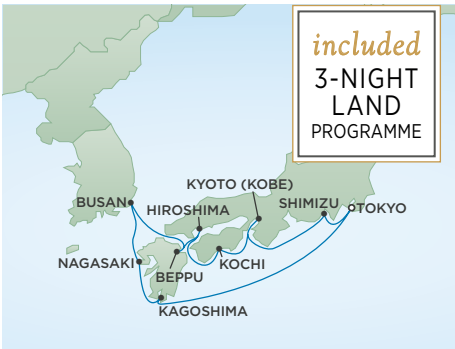 included
3-NIGHT
LAND
PROGRAMME
KYOTO (KOBE)
BUSAN
HIROSHIMA
SHIMIZU
TOKYO
NAGASAKI
BEPPU
KOCHI
KAGOSHIMA